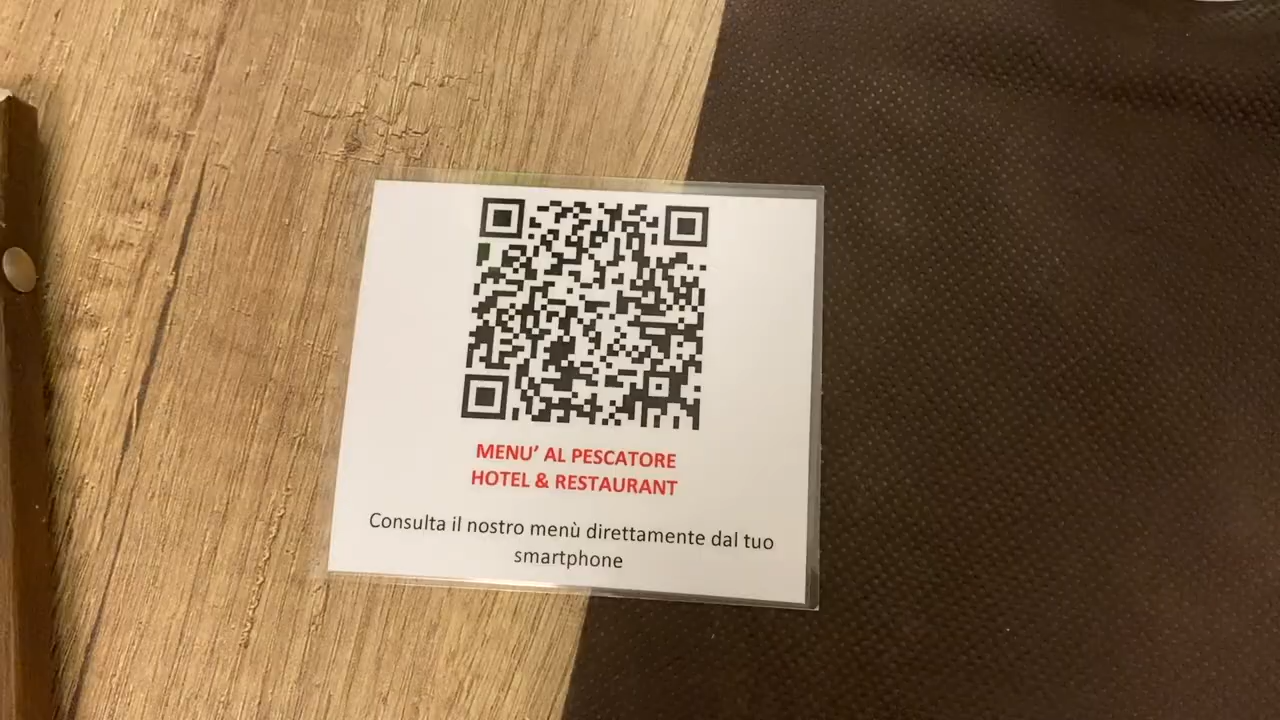 MENU' AL PESCATORE
HOTEL & RESTAURANT
Consulta il nostro menù direttamente dal tuo
smartphone